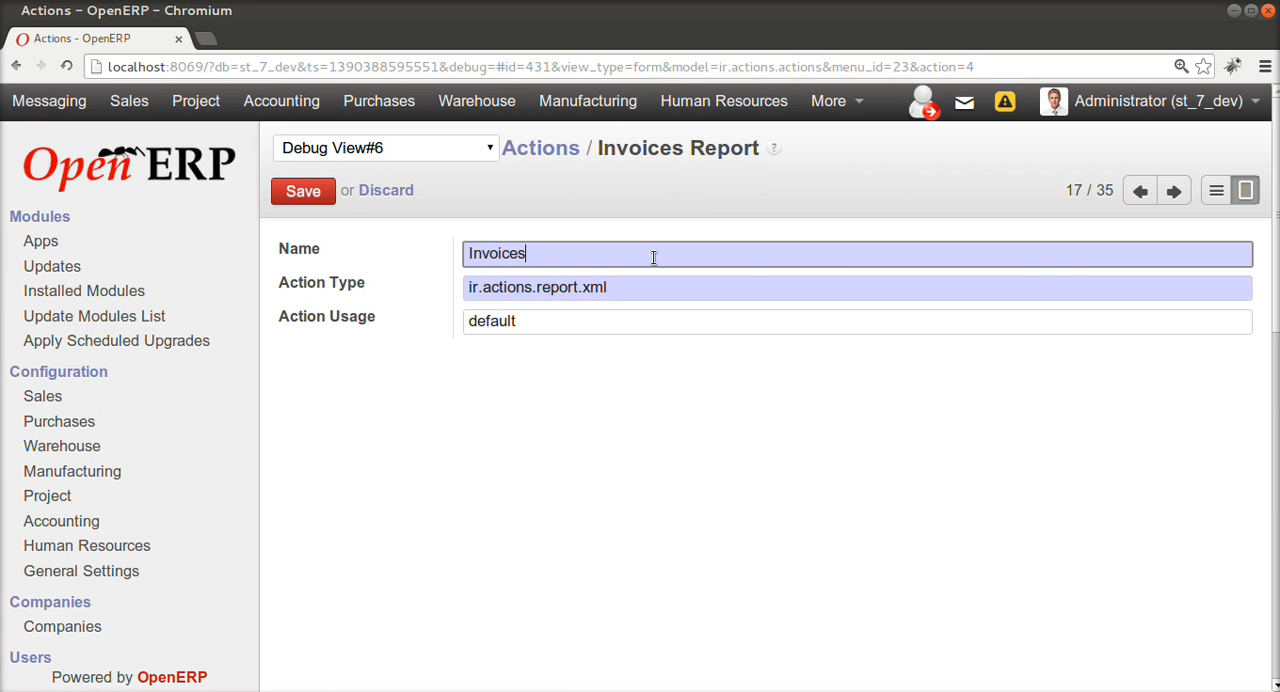 Actions - OpenERP - Chromium
Actions - OpenERP
localhost:8069/?db=st_7_dev&ts=1390388595551&debug=#id=431&view_type=form&model=ir.actions.actions&menu_id=23&action=4
Messaging Sales Project Accounting Purchases Warehouse Manufacturing Human Resources More Administrator (st_7_dev)
Open ERP
Debug View#6 Actions / Invoices Report ?
Save or Discard 17 / 35
Modules
Apps
Updates
Installed Modules
Update Modules List
Apply Scheduled Upgrades
Configuration
Sales
Purchases
Warehouse
Manufacturing
Project
Accounting
Human Resources
General Settings
Companies
Companies
Users
Powered by OpenERP
Name Invoices
Action Type ir.actions.report.xml
Action Usage default